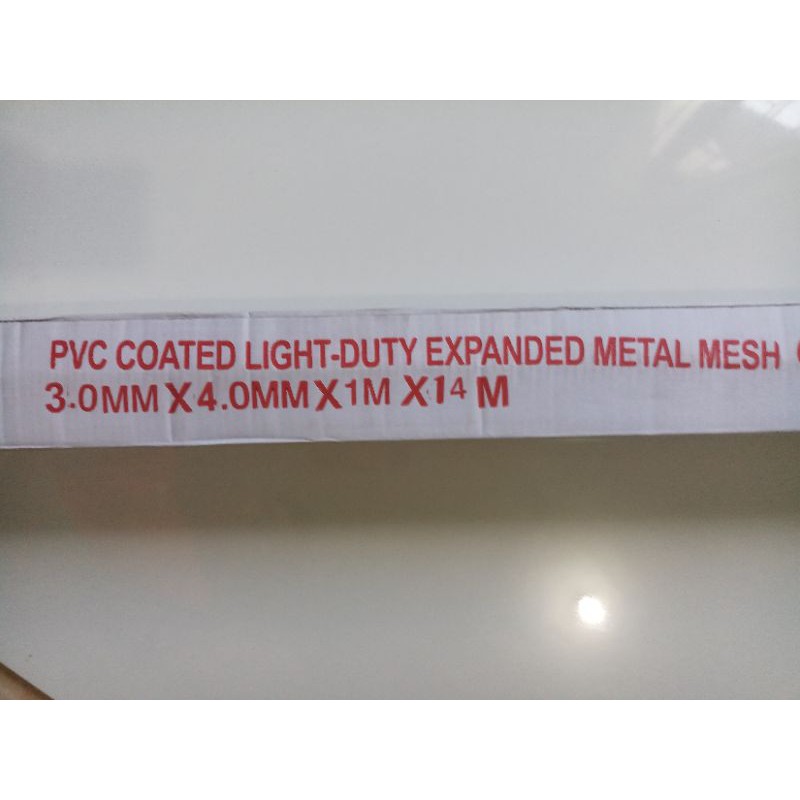 PVC COATED LIGHT-DUTY EXPANDED METAL MESH
3.0MM X 4.0MM X 1M X 14 M